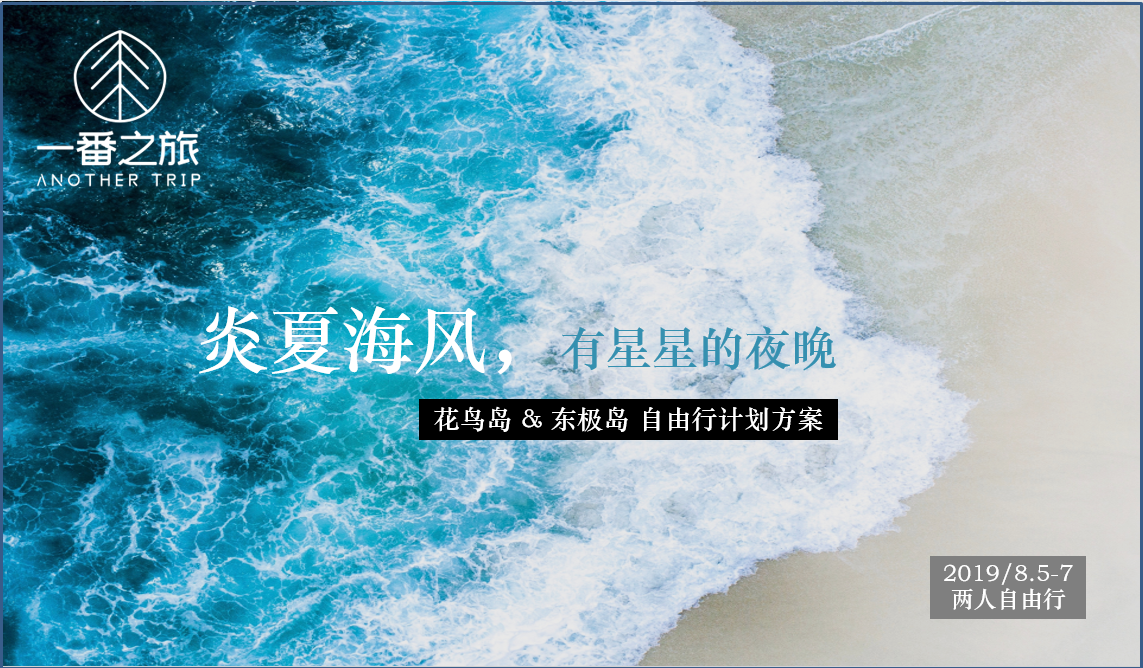 一番之旅
ANOTHER TRIP
炎夏海风，有星星的夜晚
花鸟岛 & 东极岛 自由行计划方案
2019/8.5-7
两人自由行